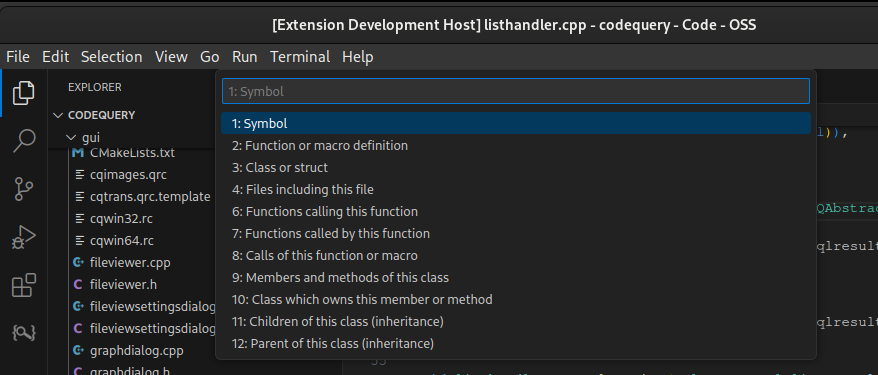 [Extension Development Host] listhandler.cpp - codequery - Code - OSS
File Edit Selection View Go Run Terminal Help
EXPLORER
CODEQUERY
gui
CMakeLists.txt
cqimages.qrc
cqtrans.qrc.template
cqwin32.rc
cqwin64.rc
fileviewer.cpp
fileviewer.h
fileviewsettingsdialog
fileviewsettingsdialog
graphdialog.cpp
graphdialog.h
1: Symbol
1: Symbol
2: Function or macro definition
3: Class or struct
4: Files including this file
6: Functions calling this function
7: Functions called by this function
8: Calls of this function or macro
9: Members and methods of this class
10: Class which owns this member or method
11: Children of this class (inheritance)
12: Parent of this class (inheritance)
l)),
QAbstrac
qlresult
qlresult